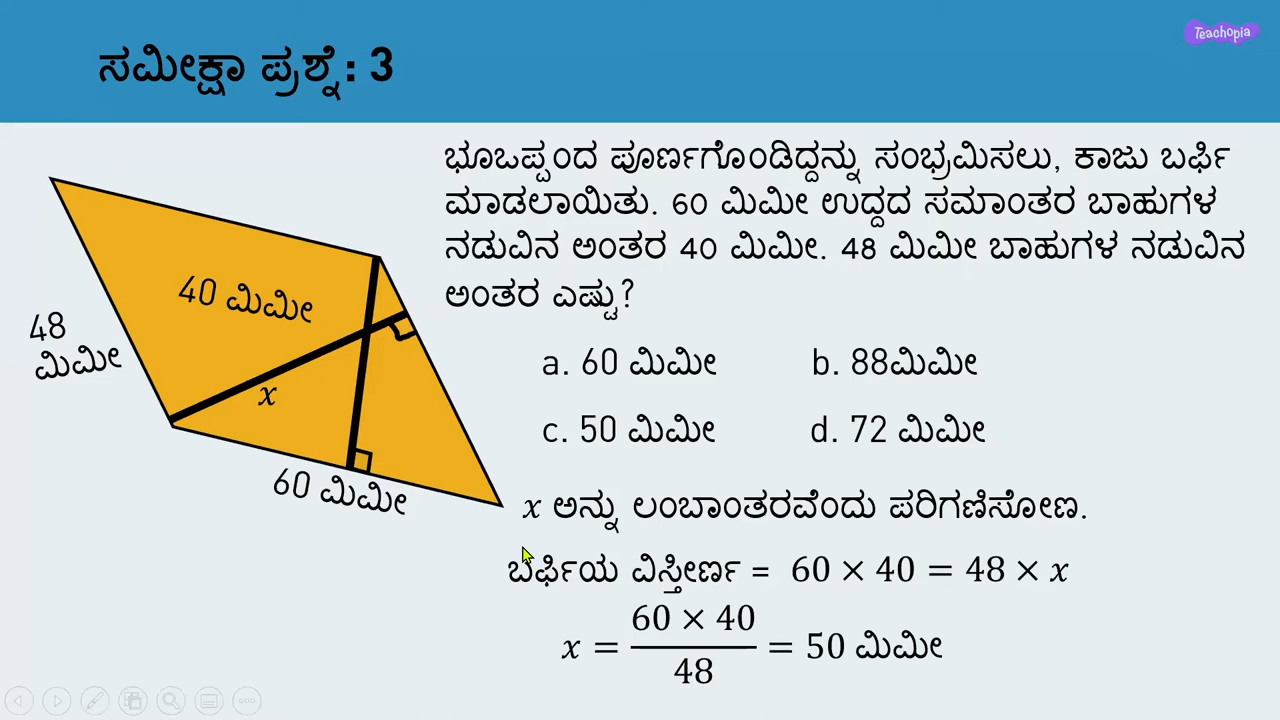 Teachopia
ಸಮೀಕ್ಷಾ ಪ್ರಶ್ನೆ: 3
ಭೂಒಪ್ಪಂದ ಪೂರ್ಣಗೊಂಡಿದ್ದನ್ನು ಸಂಭ್ರಮಿಸಲು, ಕಾಜು ಬರ್ಫಿ
ಮಾಡಲಾಯಿತು. 60 ಮಿಮೀ ಉದ್ದದ ಸಮಾಂತರ ಬಾಹುಗಳ
ನಡುವಿನ ಅಂತರ 40 ಮಿಮೀ. 48 ಮಿಮೀ ಬಾಹುಗಳ ನಡುವಿನ
ಅಂತರ ಎಷ್ಟು?
40 ಮಿಮೀ
48
ಮಿಮೀ
x
60 ಮಿಮೀ
a. 60 ಮಿಮೀ b. 88ಮಿಮೀ
c. 50 ಮಿಮೀ d. 72 ಮಿಮೀ
x ಅನ್ನು ಲಂಬಾಂತರವೆಂದು ಪರಿಗಣಿಸೋಣ.
ಬರ್ಫಿಯ ವಿಸ್ತೀರ್ಣ = 60 × 40 = 48 × x
x = 60 × 40 / 48 = 50 ಮಿಮೀ